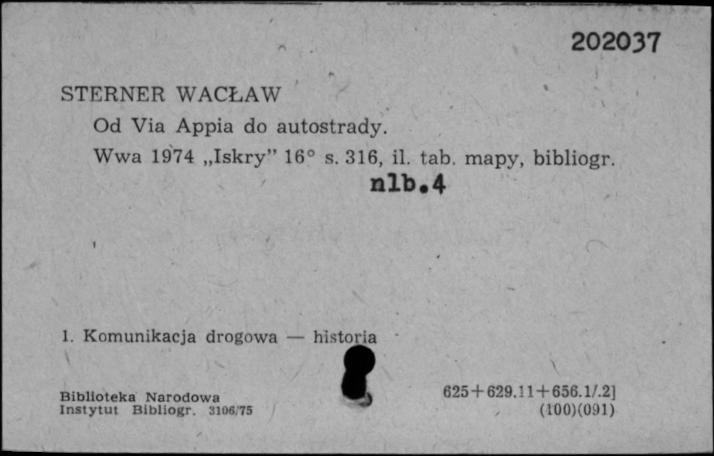 202037
STERNER WACŁAW
Od Via Appia do autostrady.
Wwa 1974 „Iskry” 16° s. 316, il. tab. mapy, bibliogr.
nlb.4
1. Komunikacja drogowa — historia
Biblioteka Narodowa
Instytut Bibliogr. 3106/75
625+629.11+656.1/.2]
(100)(091)